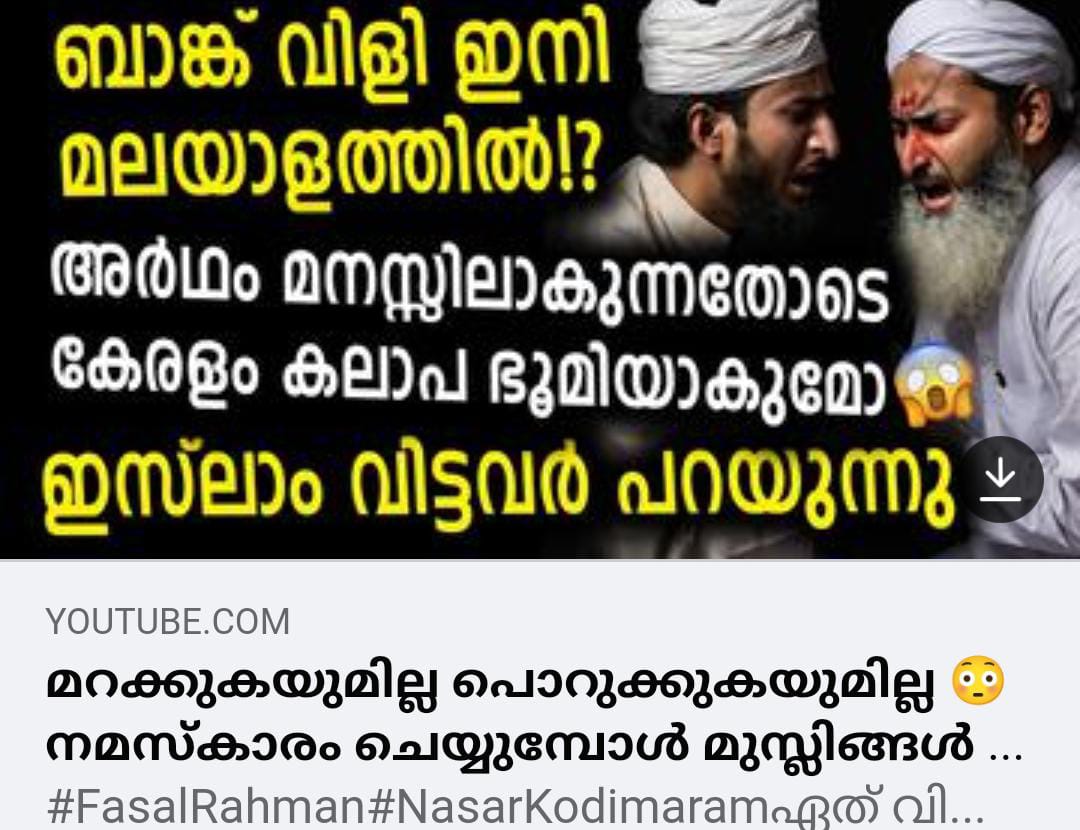 ബാങ്ക് വിളി ഇനി
മലയാളത്തിൽ!?
അർഥം മനസ്സിലാകുന്നതോടെ
കേരളം കലാപ ഭൂമിയാകുമോ😱
ഇസ്ലാം വിട്ടവർ പറയുന്നു
YOUTUBE.COM
മറക്കുകയുമില്ല പൊറുക്കുകയുമില്ല 😳
നമസ്കാരം ചെയ്യുമ്പോൾ മുസ്ലിങ്ങൾ ...
#FasalRahman#NasarKodimaramഏത് വി...